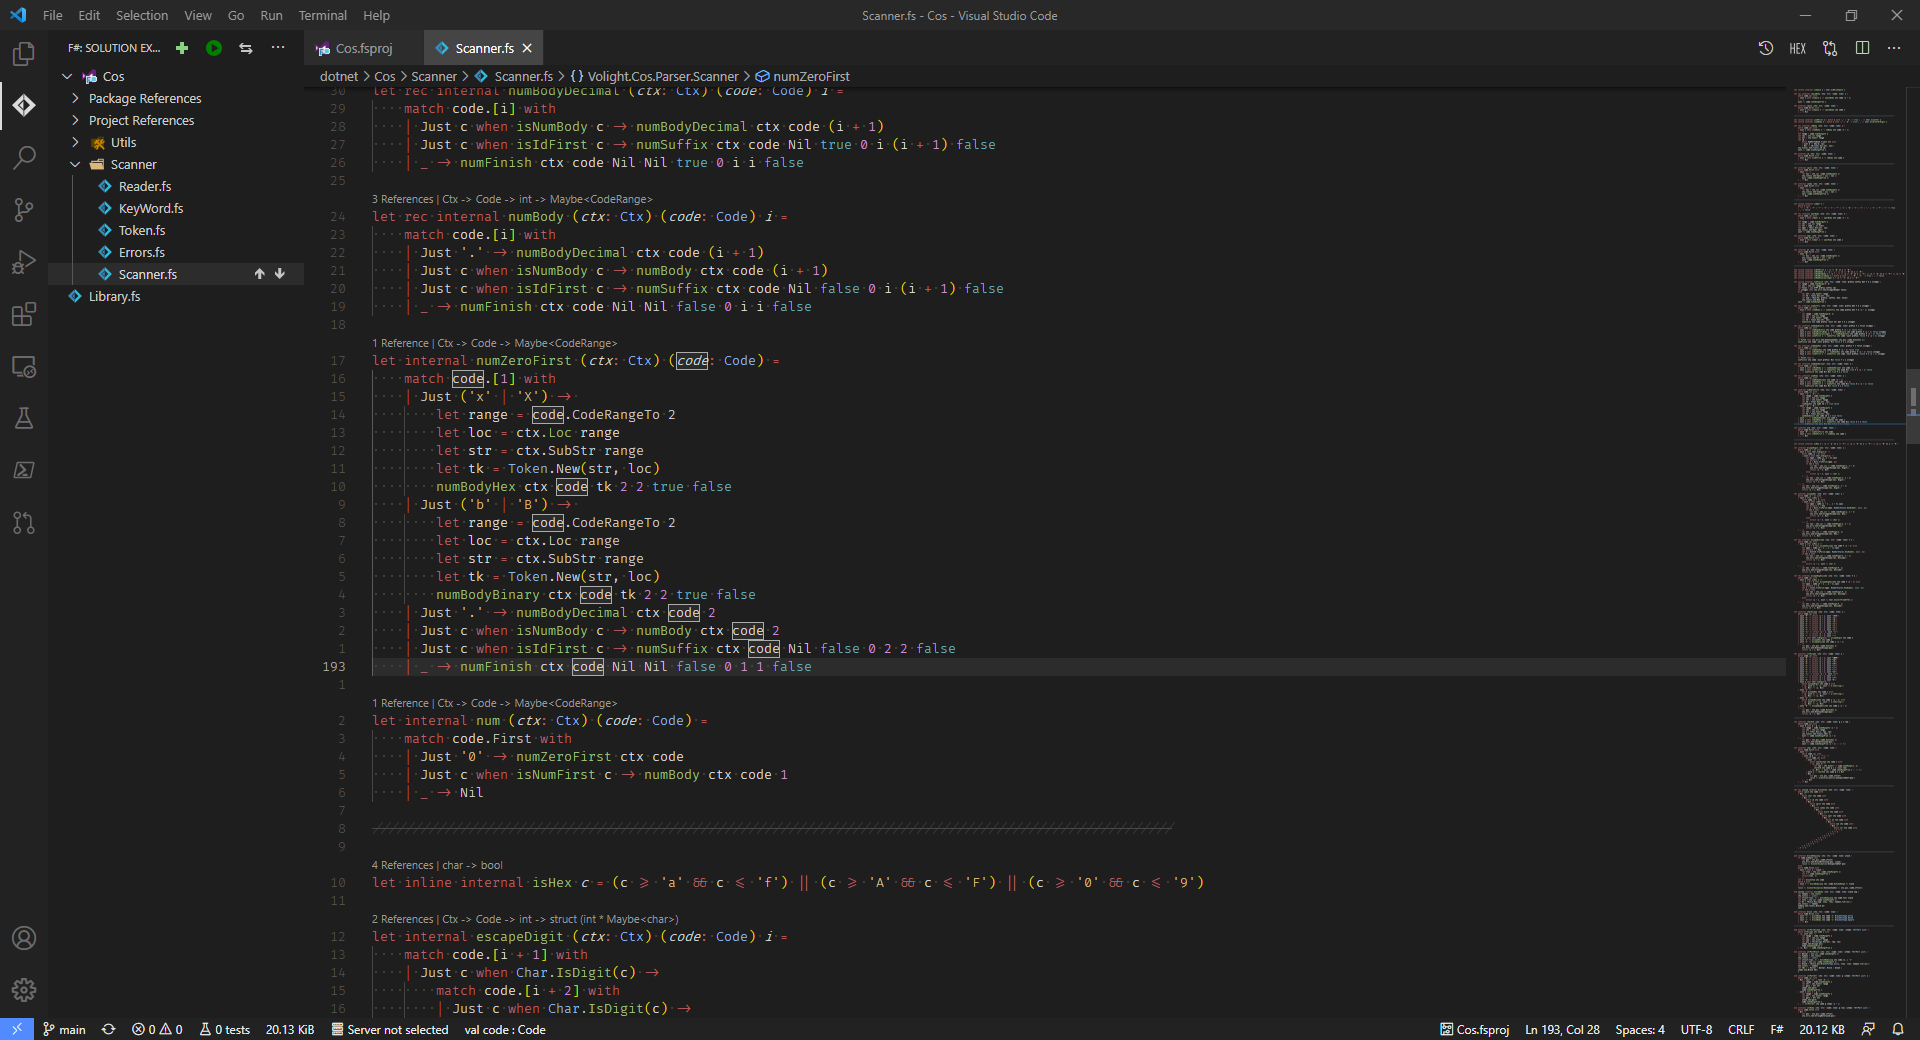 File Edit Selection View Go Run Terminal Help
Scanner.fs - Cos - Visual Studio Code
F#: SOLUTION EX...
Cos
Package References
Project References
Utils
Scanner
Reader.fs
KeyWord.fs
Token.fs
Errors.fs
Scanner.fs
Library.fs
Cos.fsproj
Scanner.fs
HEX
dotnet > Cos > Scanner > Scanner.fs > {} Volight.Cos.Parser.Scanner > numZeroFirst
30 let rec internal numBodyDecimal (ctx: Ctx) (code: Code) i =
29 match code.[i] with
28 | Just c when isNumBody c -> numBodyDecimal ctx code (i + 1)
27 | Just c when isIdFirst c -> numSuffix ctx code Nil true 0 i (i + 1) false
26 | _ -> numFinish ctx code Nil Nil true 0 i i false
25
3 References | Ctx -> Code -> int -> Maybe<CodeRange>
24 let rec internal numBody (ctx: Ctx) (code: Code) i =
23 match code.[i] with
22 | Just '.' -> numBodyDecimal ctx code (i + 1)
21 | Just c when isNumBody c -> numBody ctx code (i + 1)
20 | Just c when isIdFirst c -> numSuffix ctx code Nil false 0 i (i + 1) false
19 | _ -> numFinish ctx code Nil Nil false 0 i i false
18
1 Reference | Ctx -> Code -> Maybe<CodeRange>
17 let internal numZeroFirst (ctx: Ctx) (code: Code) =
16 match code.[1] with
15 | Just ('x' | 'X') ->
14 let range = code.CodeRangeTo 2
13 let loc = ctx.Loc range
12 let str = ctx.SubStr range
11 let tk = Token.New(str, loc)
10 numBodyHex ctx code tk 2 2 true false
9 | Just ('b' | 'B') ->
8 let range = code.CodeRangeTo 2
7 let loc = ctx.Loc range
6 let str = ctx.SubStr range
5 let tk = Token.New(str, loc)
4 numBodyBinary ctx code tk 2 2 true false
3 | Just '.' -> numBodyDecimal ctx code 2
2 | Just c when isNumBody c -> numBody ctx code 2
1 | Just c when isIdFirst c -> numSuffix ctx code Nil false 0 2 2 false
193 | _ -> numFinish ctx code Nil Nil false 0 1 1 false
1
1 Reference | Ctx -> Code -> Maybe<CodeRange>
2 let internal num (ctx: Ctx) (code: Code) =
3 match code.First with
4 | Just '0' -> numZeroFirst ctx code
5 | Just c when isNumFirst c -> numBody ctx code 1
6 | _ -> Nil
7
8
9
4 References | char -> bool
10 let inline internal isHex c = (c >= 'a' && c <= 'f') || (c >= 'A' && c <= 'F') || (c >= '0' && c <= '9')
11
2 References | Ctx -> Code -> int -> struct (int * Maybe<char>)
12 let internal escapeDigit (ctx: Ctx) (code: Code) i =
13 match code.[i + 1] with
14 | Just c when Char.IsDigit(c) ->
15 match code.[i + 2] with
16 | Just c when Char.IsDigit(c) ->
main 0 0 0 tests 20.13 KiB Server not selected val code : Code
Cos.fsproj Ln 193, Col 28 Spaces: 4 UTF-8 CRLF F# 20.12 KB